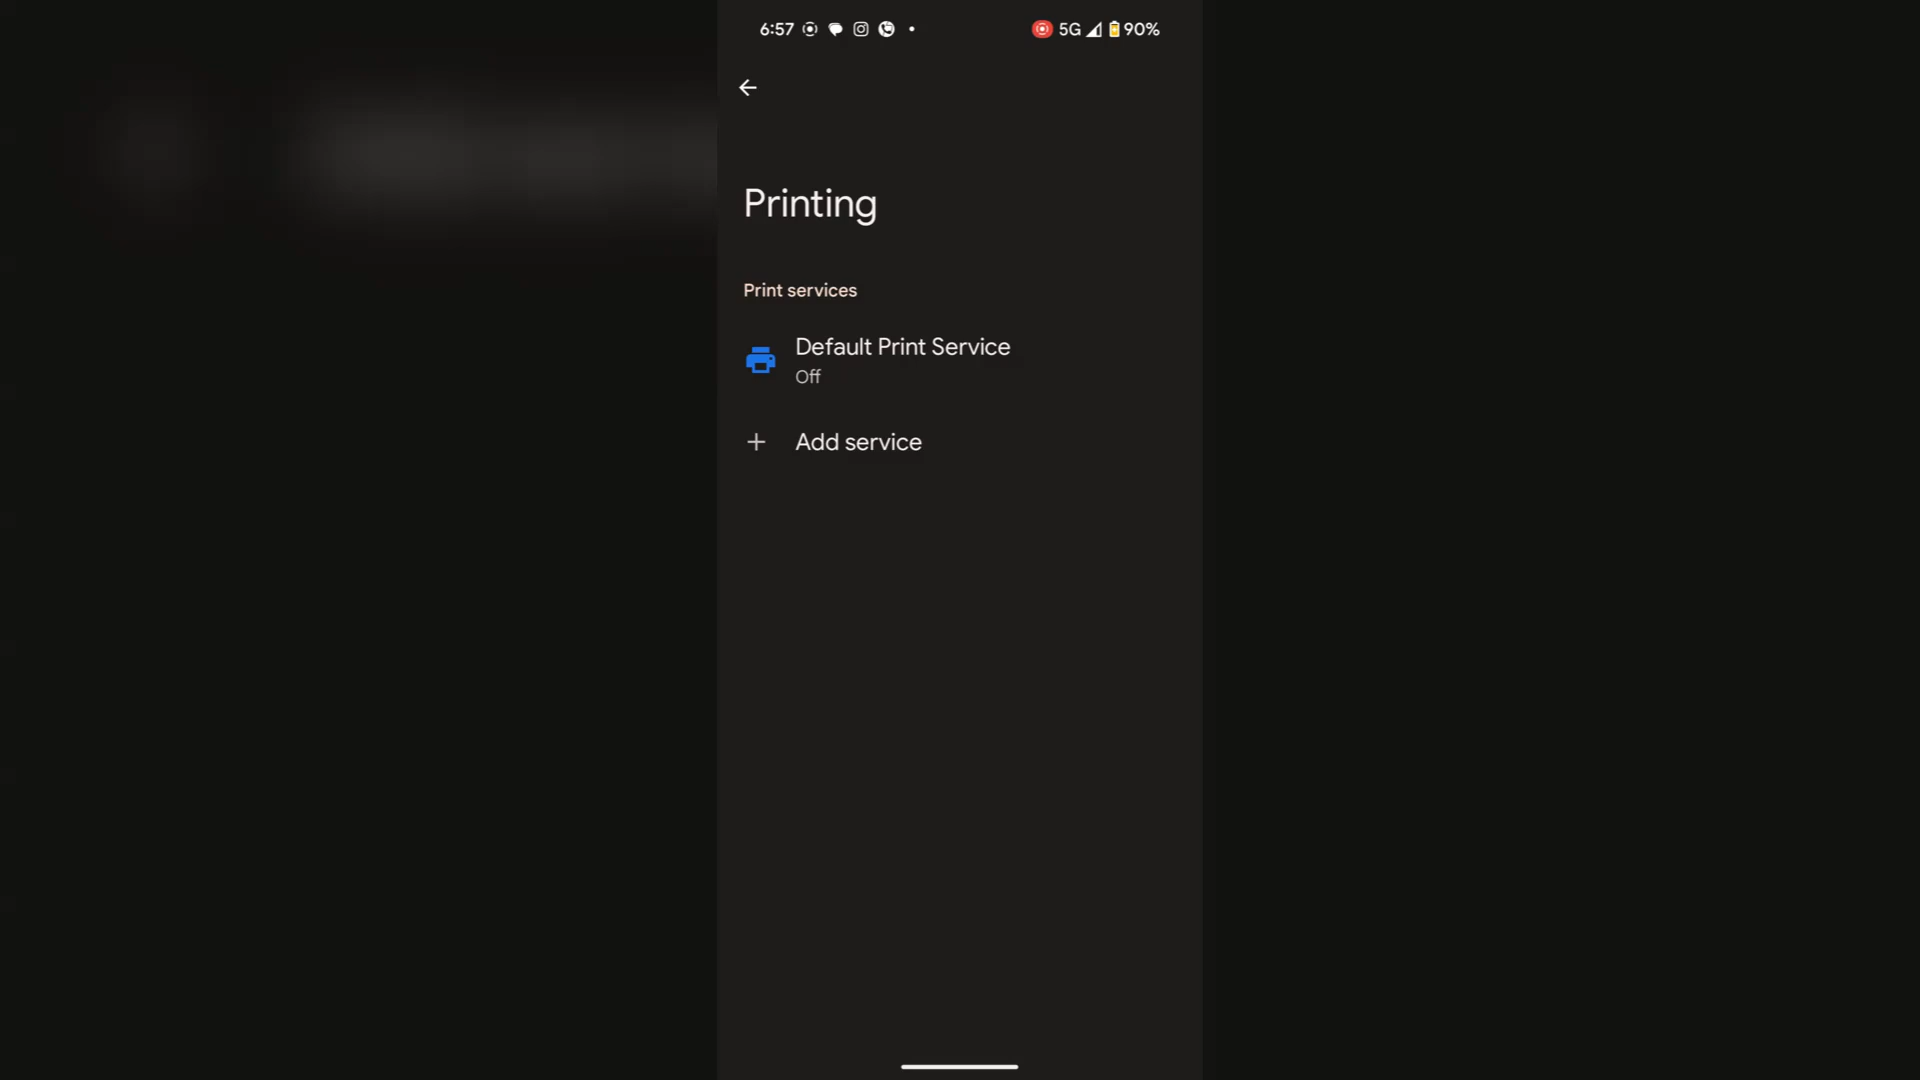 6:57 5G 90%
Printing
Print services
Default Print Service
Off
Add service